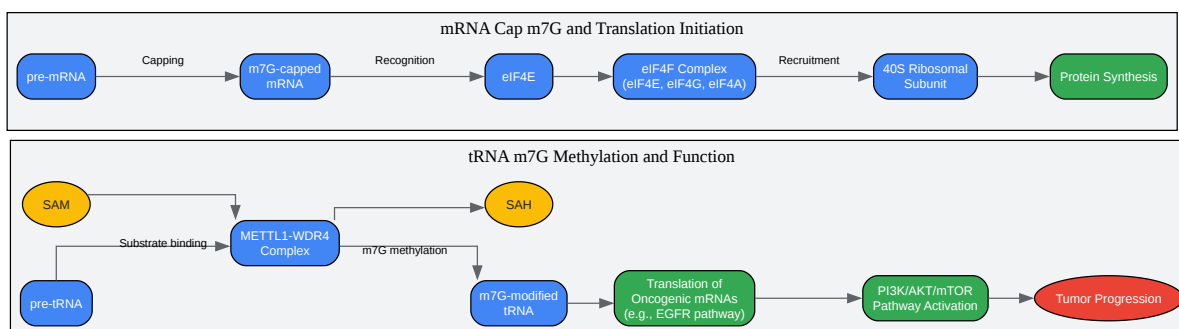 mRNA Cap m7G and Translation Initiation
pre-mRNA
Capping
m7G-capped
mRNA
Recognition
eIF4E
eIF4F Complex
(eIF4E, eIF4G, eIF4A)
Recruitment
40S Ribosomal
Subunit
Protein Synthesis
tRNA m7G Methylation and Function
SAM
SAH
Substrate binding
METTL1-WDR4
Complex
m7G methylation
pre-tRNA
m7G-modified
tRNA
Translation of
Oncogenic mRNAs
(e.g., EGFR pathway)
PI3K/AKT/mTOR
Pathway Activation
Tumor Progression